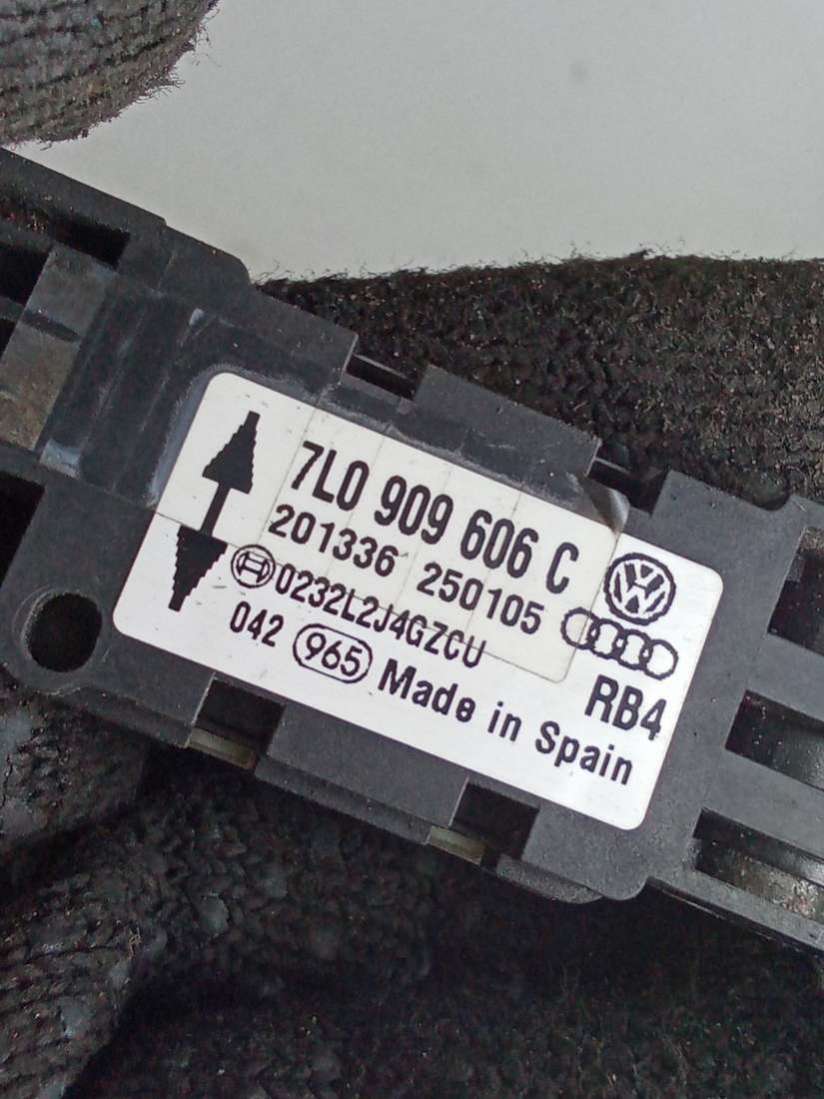 7L0 909 606 C
201336 250105
0232L2J4GZCU
042 965 Made in Spain
RB4